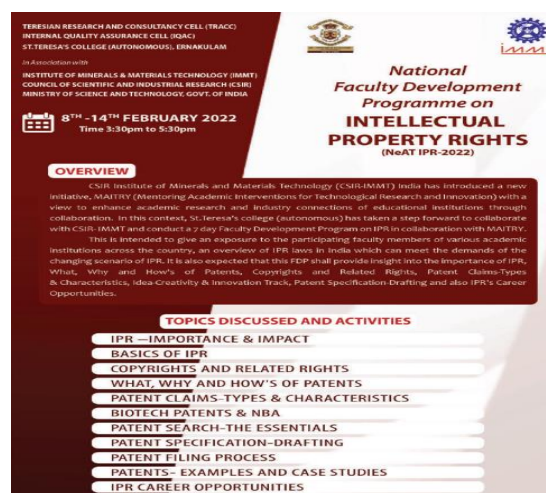 TERESIAN RESEARCH AND CONSULTANCY CELL (TRACC)
INTERNAL QUALITY ASSURANCE CELL (IQAC)
ST.TERESA'S COLLEGE (AUTONOMOUS), ERNAKULAM
in Association with
INSTITUTE OF MINERALS & MATERIALS TECHNOLOGY (IMMT)
COUNCIL OF SCIENTIFIC AND INDUSTRIAL RESEARCH (CSIR)
MINISTRY OF SCIENCE AND TECHNOLOGY, GOVT. OF INDIA
8TH -14TH FEBRUARY 2022
Time 3:30pm to 5:30pm
immt
National
Faculty Development
Programme on
INTELLECTUAL
PROPERTY RIGHTS
(NeAT IPR-2022)
OVERVIEW
CSIR Institute of Minerals and Materials Technology (CSIR-IMMT) India has introduced a new
initiative, MAITRY (Mentoring Academic Interventions for Technological Research and Innovation) with a
view to enhance academic research and industry connections of educational institutions through
collaboration. In this context, St.Teresa's college (autonomous) has taken a step forward to collaborate
with CSIR- IMMT and conduct a 7 day Faculty Development Program on IPR in collaboration with MAITRY.
This is intended to give an exposure to the participating faculty members of various academic
institutions across the country, an overview of IPR laws in India which can meet the demands of the
changing scenario of IPR. It is also expected that this FDP shall provide insight into the importance of IPR,
What, Why and How's of Patents, Copyrights and Related Rights, Patent Claims-Types
& Characteristics, Idea-Creativity & Innovation Track, Patent Specification-Drafting and also IPR's Career
Opportunities.
TOPICS DISCUSSED AND ACTIVITIES
IPR —IMPORTANCE & IMPACT
BASICS OF IPR
COPYRIGHTS AND RELATED RIGHTS
WHAT, WHY AND HOW'S OF PATENTS
PATENT CLAIMS-TYPES & CHARACTERISTICS
BIOTECH PATENTS & NBA
PATENT SEARCH-THE ESSENTIALS
PATENT SPECIFICATION-DRAFTING
PATENT FILING PROCESS
PATENTS- EXAMPLES AND CASE STUDIES
IPR CAREER OPPORTUNITIES